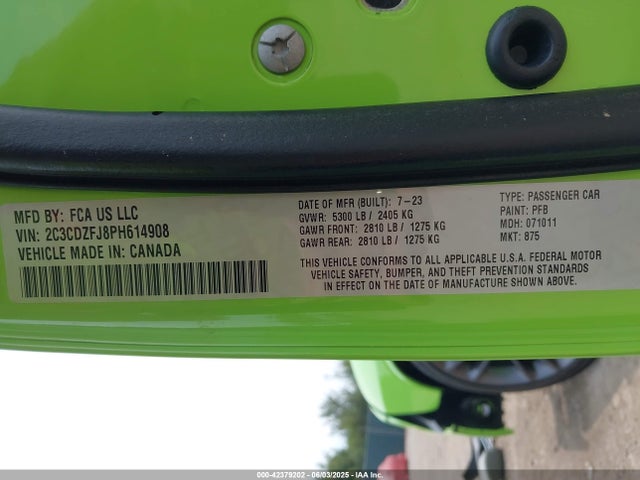 MFD BY: FCA US LLC
VIN: 2C3CDZFJ8PH614908
VEHICLE MADE IN: CANADA
DATE OF MFR (BUILT): 7-23
GVWR: 5300 LB / 2405 KG
GAWR FRONT: 2810 LB / 1275 KG
GAWR REAR: 2810 LB / 1275 KG
TYPE: PASSENGER CAR
PAINT: PFB
MDH: 071011
MKT: 875
THIS VEHICLE CONFORMS TO ALL APPLICABLE U.S.A. FEDERAL MOTOR
VEHICLE SAFETY, BUMPER, AND THEFT PREVENTION STANDARDS
IN EFFECT ON THE DATE OF MANUFACTURE SHOWN ABOVE.
000-42379202 - 06/03/2025 - IAA Inc.